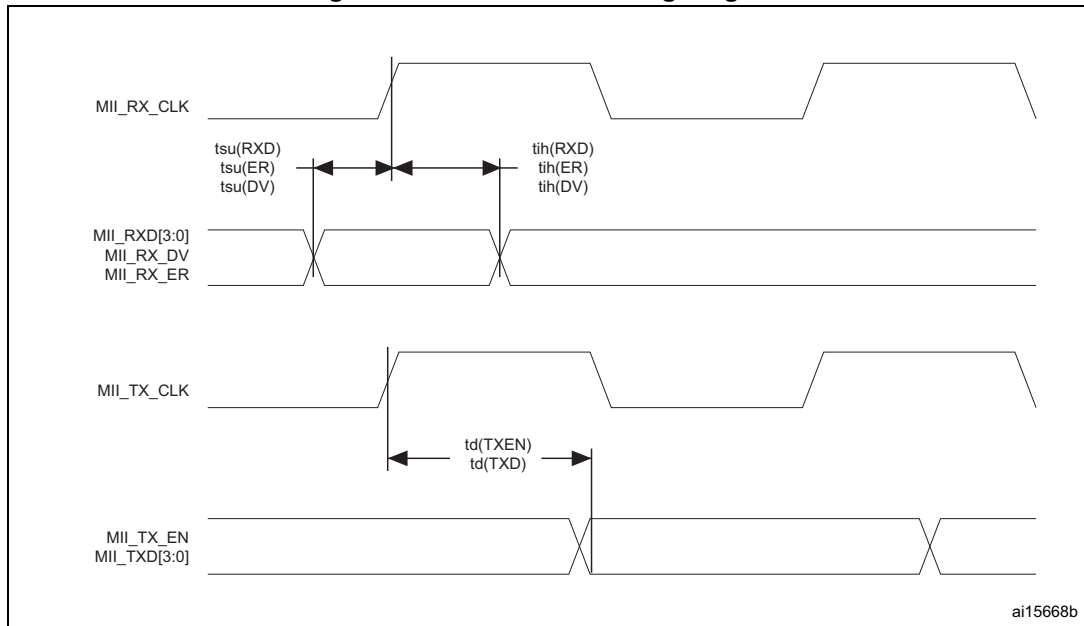 MII_RX_CLK
tsu(RXD)
tsu(ER)
tsu(DV)
tih(RXD)
tih(ER)
tih(DV)
MII_RXD[3:0]
MII_RX_DV
MII_RX_ER
MII_TX_CLK
td(TXEN)
td(TXD)
MII_TX_EN
MII_TXD[3:0]
ai15668b